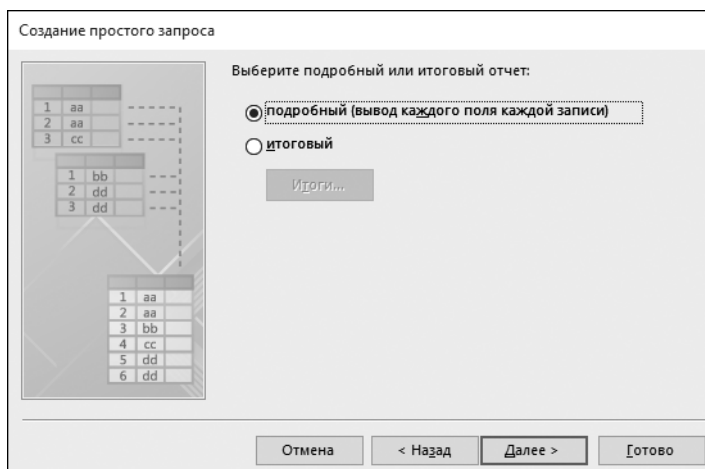 Создание простого запроса
Выберите подробный или итоговый отчет:
подробный (вывод каждого поля каждой записи)
итоговый
Итоги...
1 aa
2 aa
3 cc
1 bb
2 dd
3 dd
1 aa
2 aa
3 bb
4 cc
5 dd
6 dd
Отмена
< Назад
Далее >
Готово